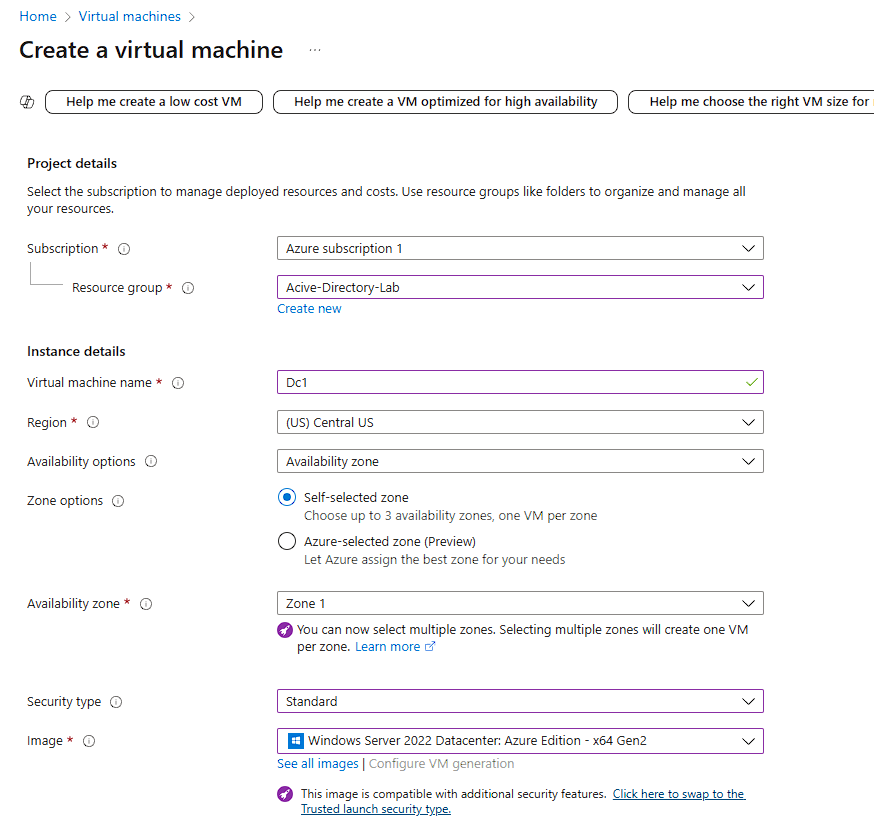 Home > Virtual machines >
Create a virtual machine ...
Help me create a low cost VM Help me create a VM optimized for high availability Help me choose the right VM size for
Project details
Select the subscription to manage deployed resources and costs. Use resource groups like folders to organize and manage all
your resources.
Subscription * Azure subscription 1
Resource group * Acive-Directory-Lab
Create new
Instance details
Virtual machine name * Dc1
Region * (US) Central US
Availability options Availability zone
Zone options Self-selected zone
Choose up to 3 availability zones, one VM per zone
Azure-selected zone (Preview)
Let Azure assign the best zone for your needs
Availability zone * Zone 1
You can now select multiple zones. Selecting multiple zones will create one VM
per zone. Learn more
Security type Standard
Image * Windows Server 2022 Datacenter: Azure Edition - x64 Gen2
See all images | Configure VM generation
This image is compatible with additional security features. Click here to swap to the
Trusted launch security type.